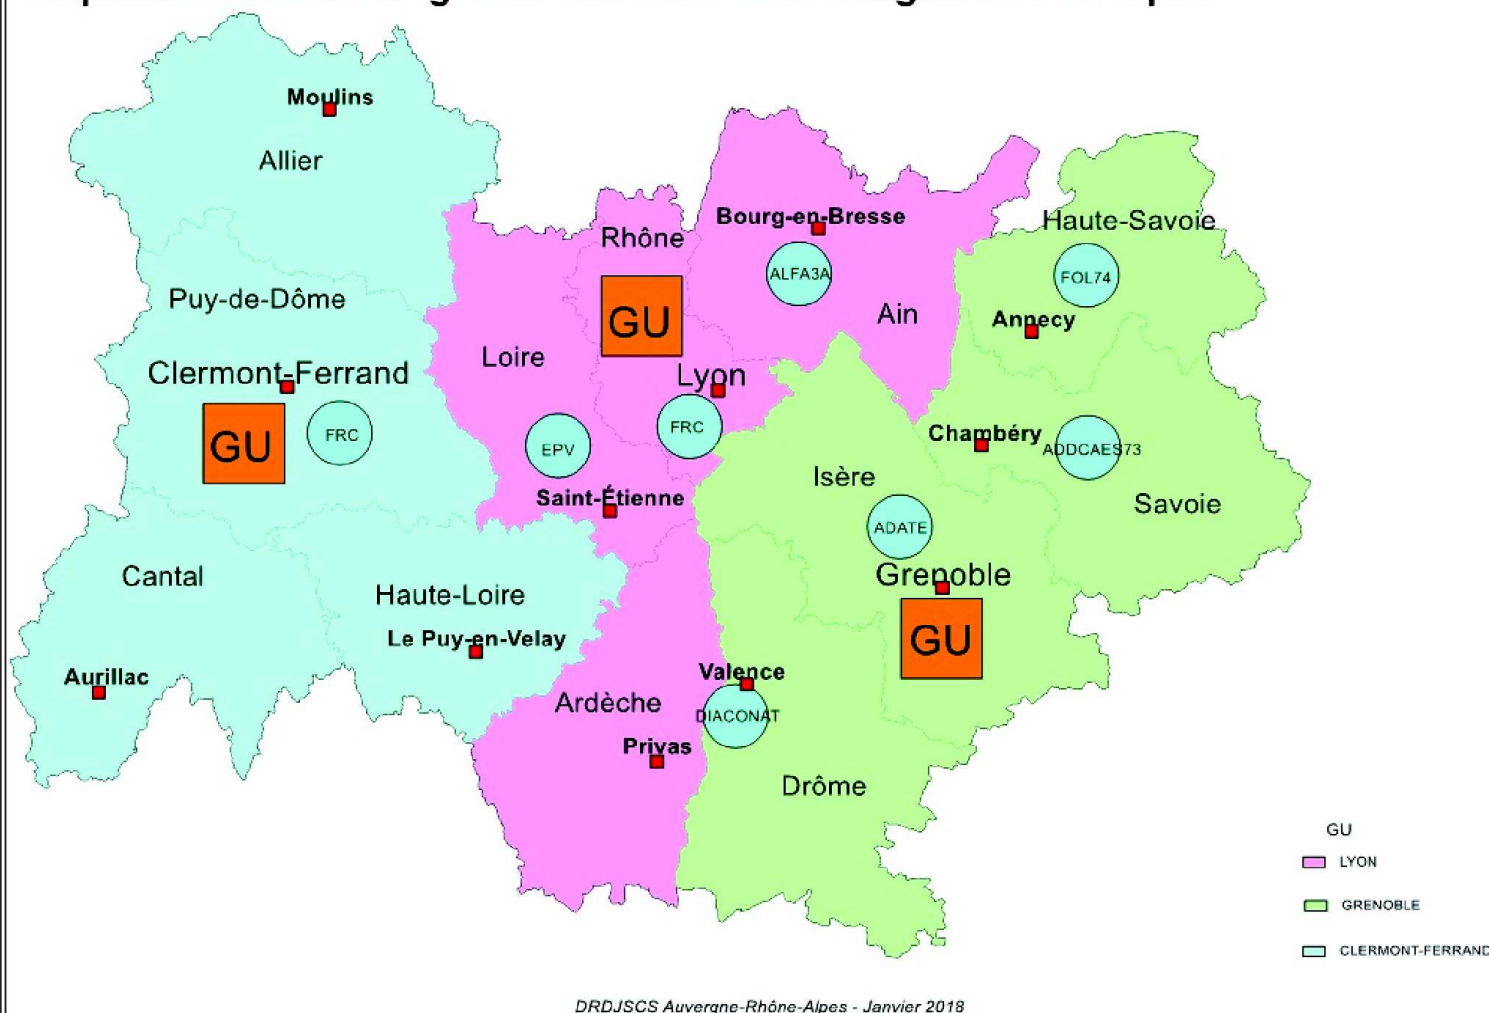 Moulins
Allier
Bourg-en-Bresse
Haute-Savoie
Rhône
ALFA3A
FOL74
Puy-de-Dôme
GU
Ain
Annecy
Loire
Clermont-Ferrand
Lyon
GU
FRC
EPV
FRC
Chambéry
ADDCAES73
Isère
Saint-Étienne
Savoie
ADATE
Cantal
Haute-Loire
Grenoble
Le Puy-en-Velay
GU
Aurillac
Valence
Ardèche
DIACONAT
Privas
Drôme
GU
LYON
GRENOBLE
CLERMONT-FERRAND
DRDJSCS Auvergne-Rhône-Alpes - Janvier 2018